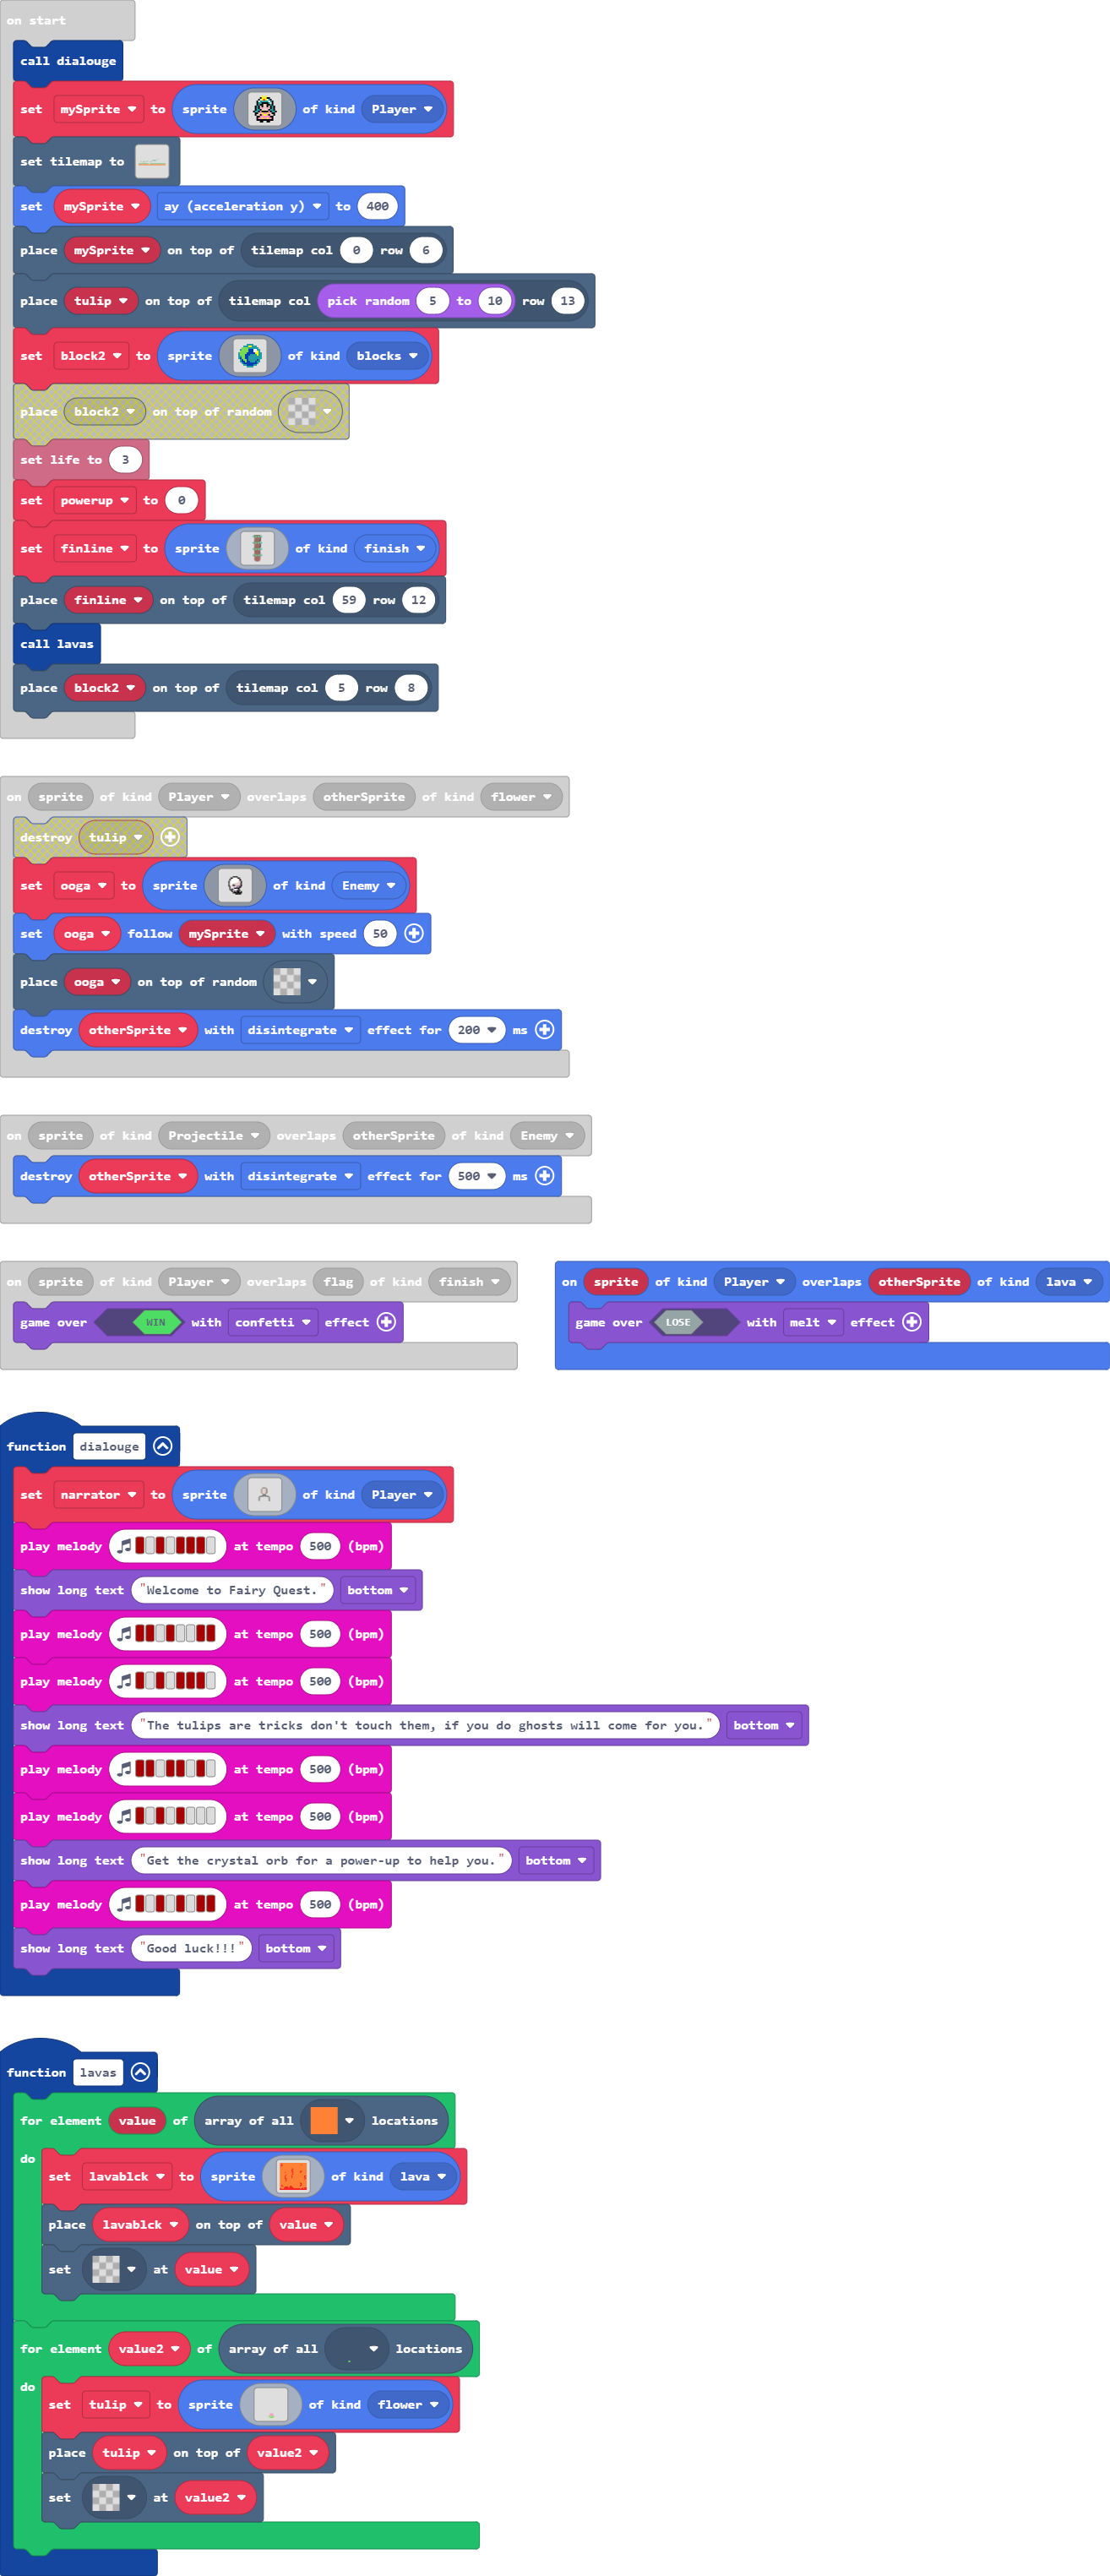 on start
call dialouge
set mySprite to sprite of kind Player
set tilemap to
set mySprite ay (acceleration y) to 400
place mySprite on top of tilemap col 0 row 6
place tulip on top of tilemap col pick random 5 to 10 row 13
set block2 to sprite of kind blocks
place block2 on top of random
set life to 3
set powerup to 0
set finline to sprite of kind finish
place finline on top of tilemap col 59 row 12
call lavas
place block2 on top of tilemap col 5 row 8
on sprite of kind Player overlaps otherSprite of kind flower
destroy tulip
set ooga to sprite of kind Enemy
set ooga follow mySprite with speed 50
place ooga on top of random
destroy otherSprite with disintegrate effect for 200 ms
on sprite of kind Projectile overlaps otherSprite of kind Enemy
destroy otherSprite with disintegrate effect for 500 ms
on sprite of kind Player overlaps flag of kind finish
game over WIN with confetti effect
on sprite of kind Player overlaps otherSprite of kind lava
game over LOSE with melt effect
function dialouge
set narrator to sprite of kind Player
play melody at tempo 500 (bpm)
show long text "Welcome to Fairy Quest." bottom
play melody at tempo 500 (bpm)
play melody at tempo 500 (bpm)
show long text "The tulips are tricks don't touch them, if you do ghosts will come for you." bottom
play melody at tempo 500 (bpm)
play melody at tempo 500 (bpm)
show long text "Get the crystal orb for a power-up to help you." bottom
play melody at tempo 500 (bpm)
show long text "Good luck!!!" bottom
function lavas
for element value of array of all locations
do
set lavablck to sprite of kind lava
place lavablck on top of value
set at value
for element value2 of array of all locations
do
set tulip to sprite of kind flower
place tulip on top of value2
set at value2